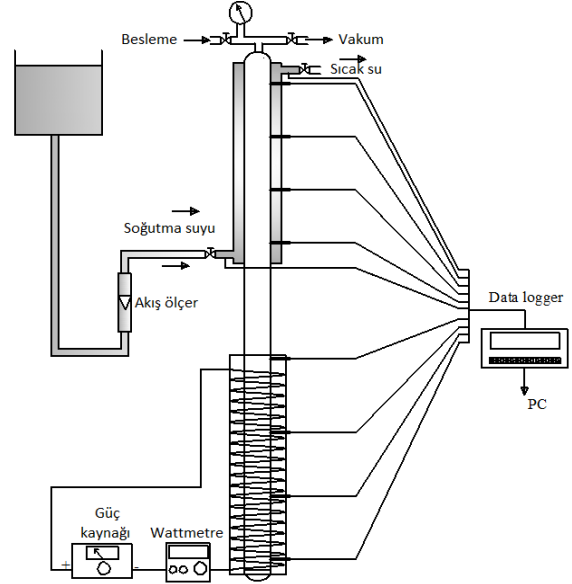 Besleme
Vakum
Sıcak su
Soğutma suyu
Akış ölçer
Data logger
PC
Güç
kaynağı
Wattmetre
+
-